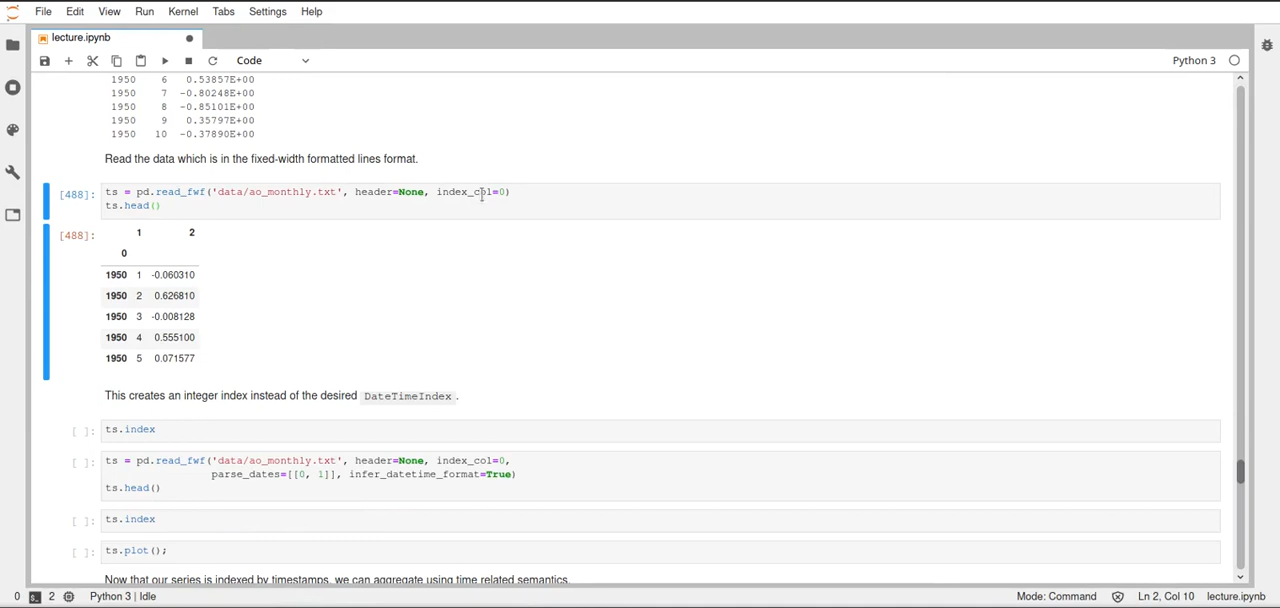 File Edit View Run Kernel Tabs Settings Help
lecture.ipynb
Code
Python 3
1950 6 0.53857E+00
1950 7 -0.80248E+00
1950 8 -0.85101E+00
1950 9 0.35797E+00
1950 10 -0.37890E+00
Read the data which is in the fixed-width formatted lines format.
[488]: ts = pd.read_fwf('data/ao_monthly.txt', header=None, index_col=0)
ts.head()
[488]: 1 2
0
1950 1 -0.060310
1950 2 0.626810
1950 3 -0.008128
1950 4 0.555100
1950 5 0.071577
This creates an integer index instead of the desired DateTimeIndex.
[ ]: ts.index
[ ]: ts = pd.read_fwf('data/ao_monthly.txt', header=None, index_col=0,
parse_dates=[[0, 1]], infer_datetime_format=True)
ts.head()
[ ]: ts.index
[ ]: ts.plot();
Now that our series is indexed by timestamps, we can aggregate using time related semantics.
0 2 Python 3 | Idle Mode: Command Ln 2, Col 10 lecture.ipynb